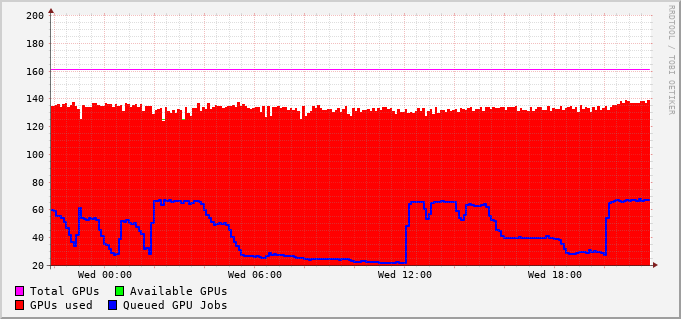 RRDTOOL / TOBI OETIKER
200
180
160
140
120
100
80
60
40
20
Wed 00:00 Wed 06:00 Wed 12:00 Wed 18:00
Total GPUs Available GPUs
GPUs used Queued GPU Jobs